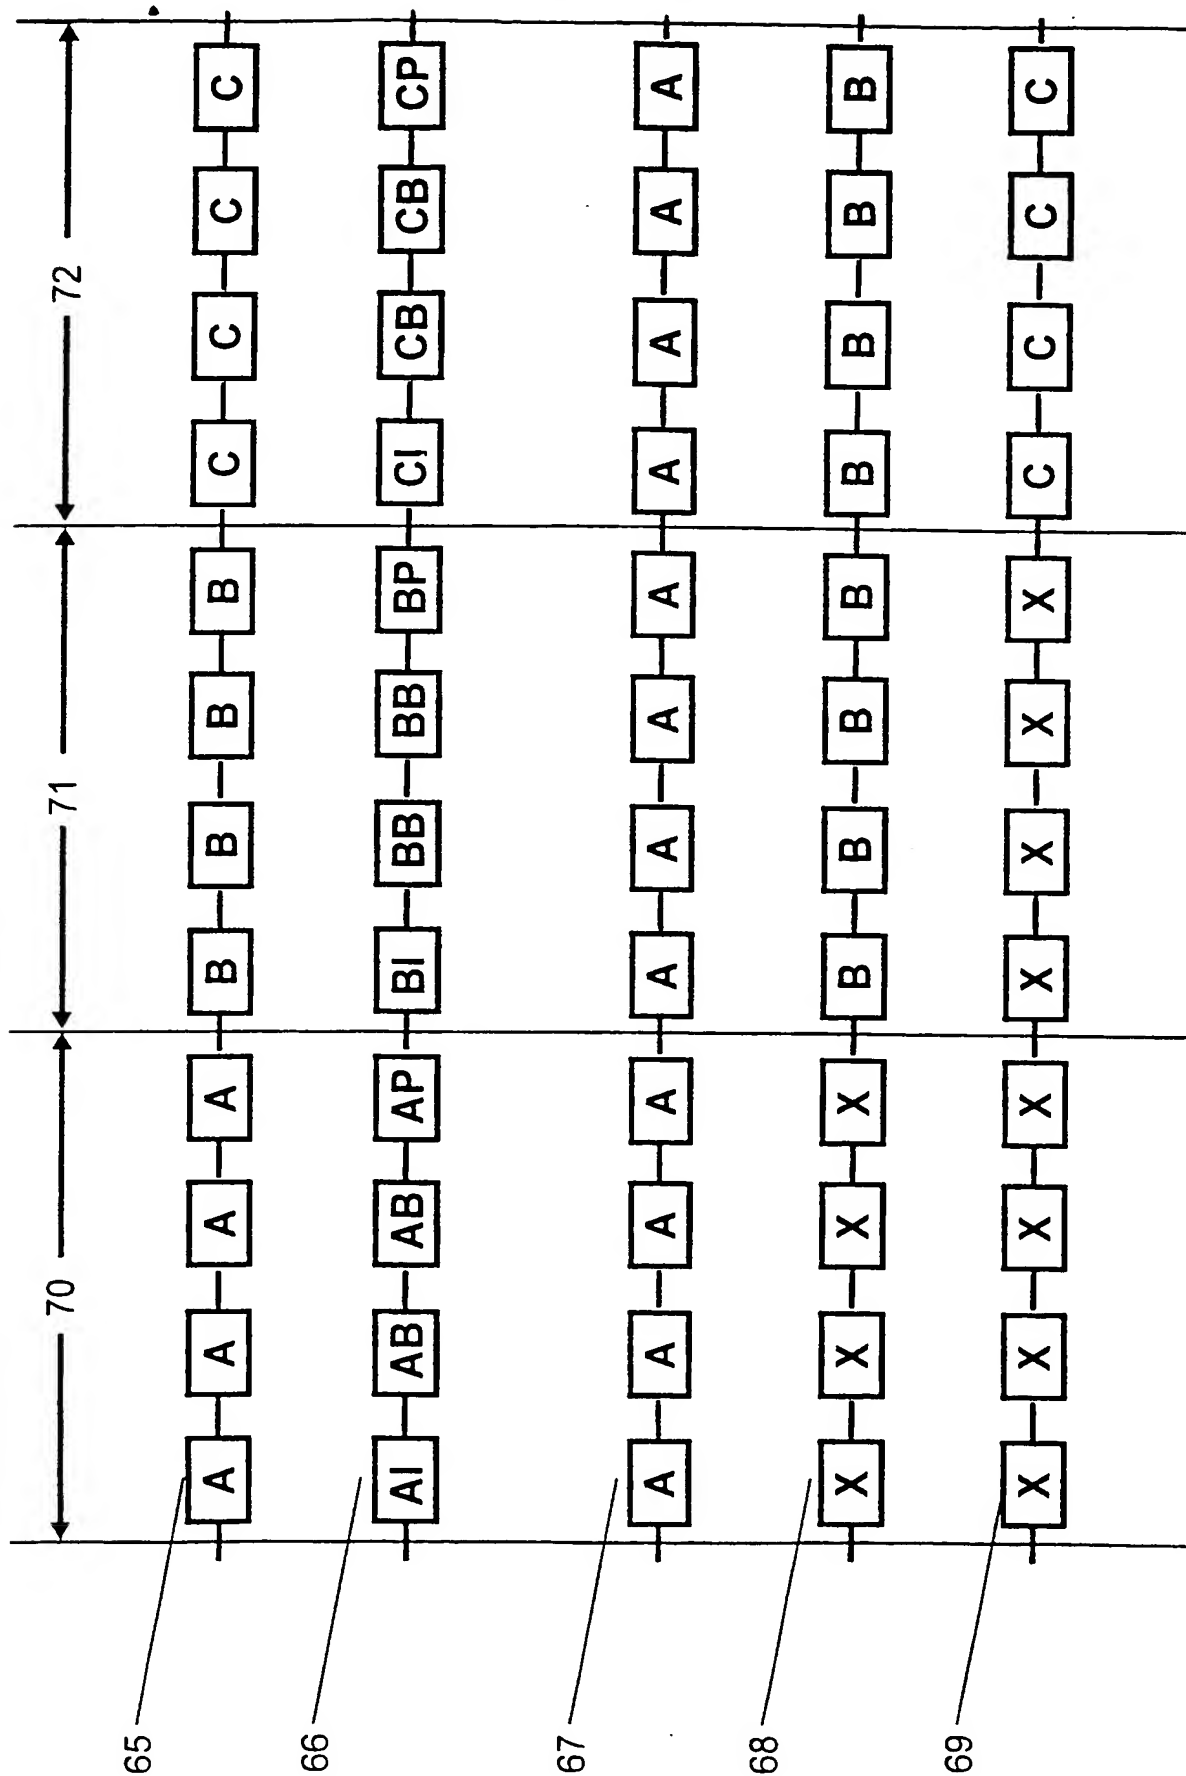 70 71 72
65 A A A A B B B B C C C C
66 AI AB AB AP BI BB BB BP CI CB CB CP
67 A A A A A A A A A A A A
68 X X X X B B B B B B B B
69 X X X X X X X X C C C C